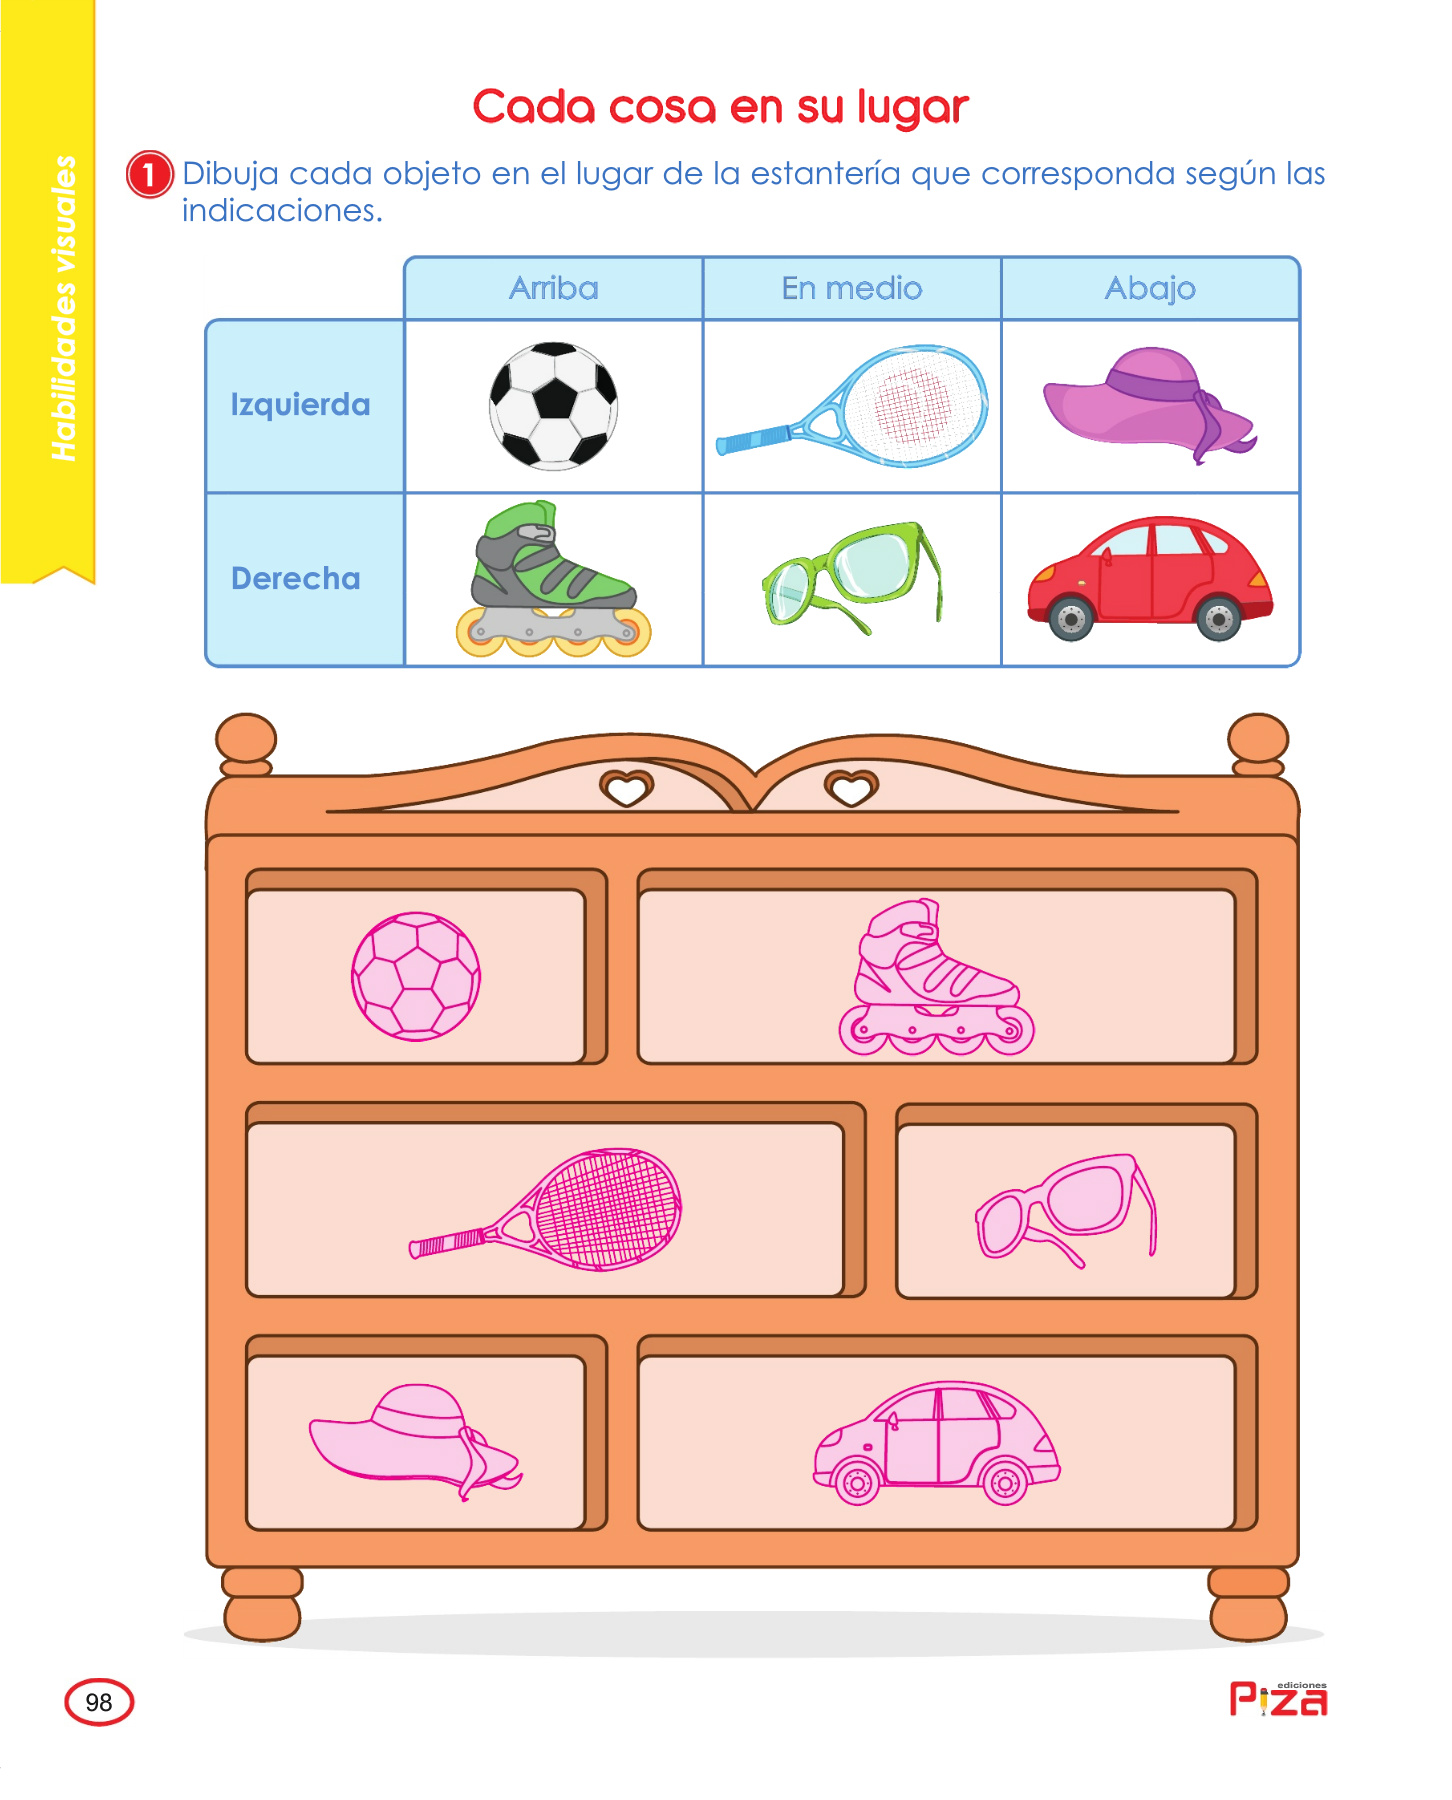 Habilidades visuales
Cada cosa en su lugar
1 Dibuja cada objeto en el lugar de la estantería que corresponda según las
indicaciones.
Arriba En medio Abajo
Izquierda
Derecha
98
ediciones
Piza